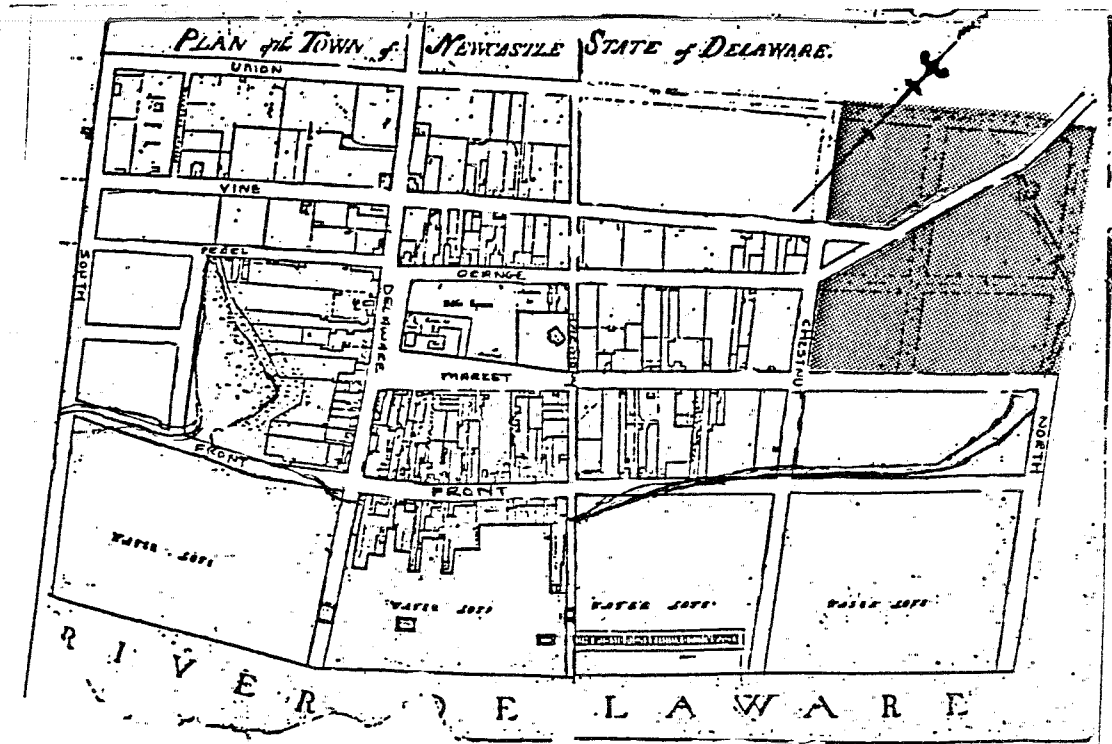 PLAN of the TOWN of NEWCASTLE STATE of DELAWARE.
UNION
VINE
PEARL
SOUTH
DELAWARE
ORANGE
MARKET
CHESTNU
NORTH
FRONT
FRONT
WATER LOTS
WATER LOTS
WATER LOTS
WATER LOTS
RIVER DELAWARE